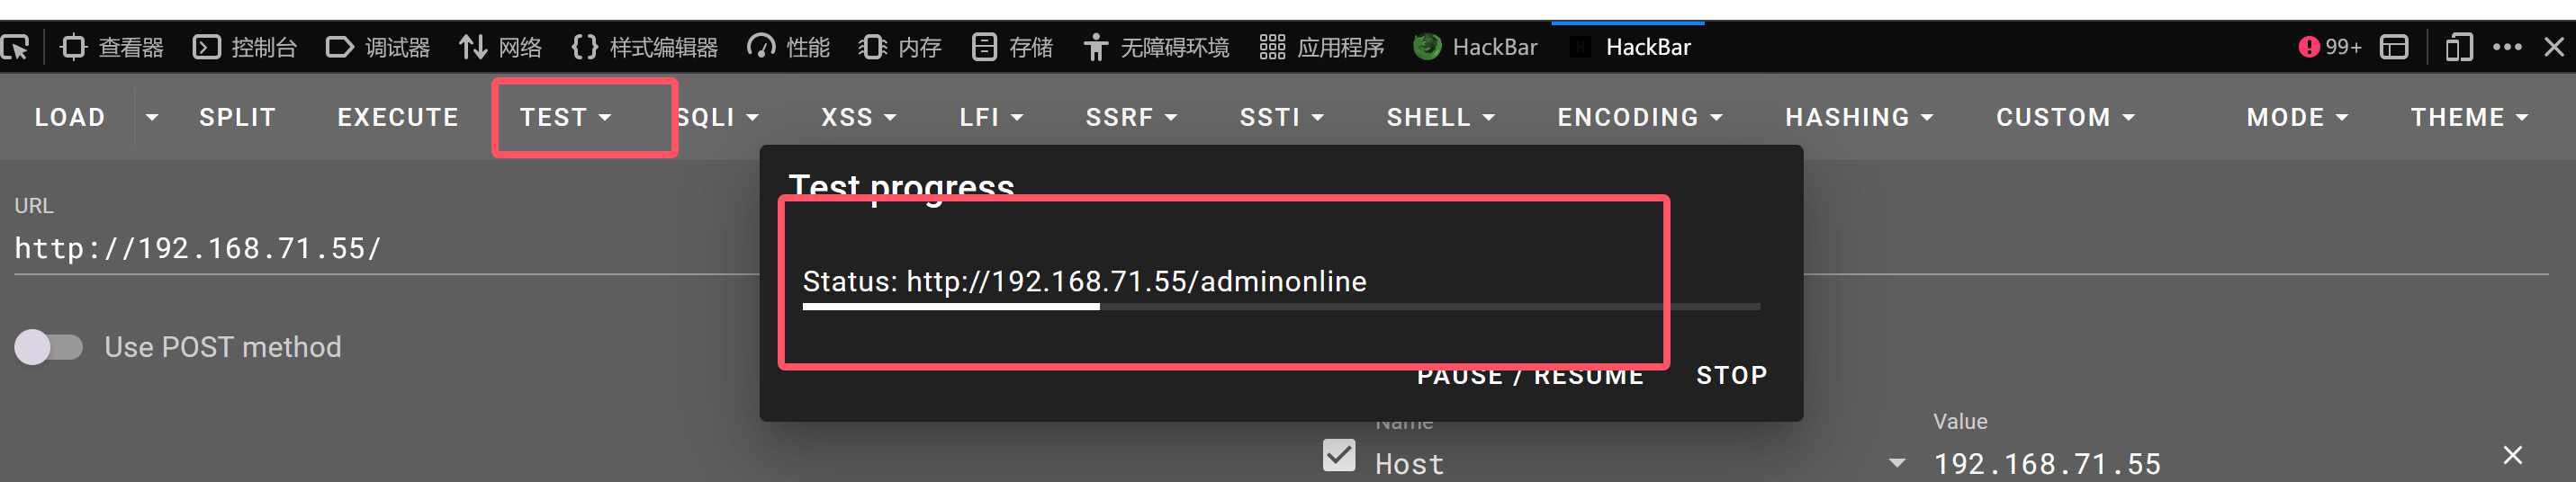 查看器 控制台 调试器 网络 样式编辑器 性能 内存 存储 无障碍环境 应用程序 HackBar HackBar 99+
LOAD SPLIT EXECUTE TEST SQLI XSS LFI SSRF SSTI SHELL ENCODING HASHING CUSTOM MODE THEME
Test progress
URL
http://192.168.71.55/
Status: http://192.168.71.55/adminonline
Use POST method
PAUSE / RESUME STOP
Name Value
Host 192.168.71.55